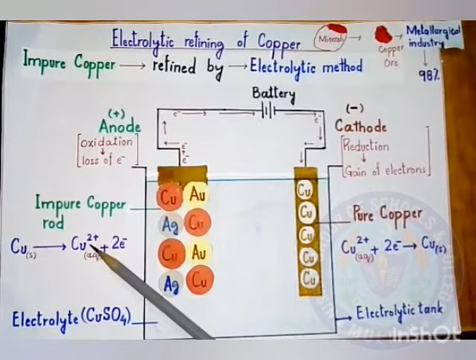 Electrolytic refining of Copper
Minerals → Copper Ore → Metallurgical industry
98%
Impure Copper → refined by → Electrolytic method
Battery
(+)
Anode
Oxidation
loss of e⁻
(-)
Cathode
Reduction
Gain of electrons
e⁻
e⁻
e⁻
e⁻
e⁻
e⁻
Cu Au
Ag Cu
Cu Au
Ag Cu
Cu
Cu
Cu
Cu
Impure Copper
rod
Cu(s) → Cu²⁺(aq) + 2e⁻
Pure Copper
Cu²⁺(aq) + 2e⁻ → Cu(s)
Electrolyte (CuSO₄)
Electrolytic tank
InShOt